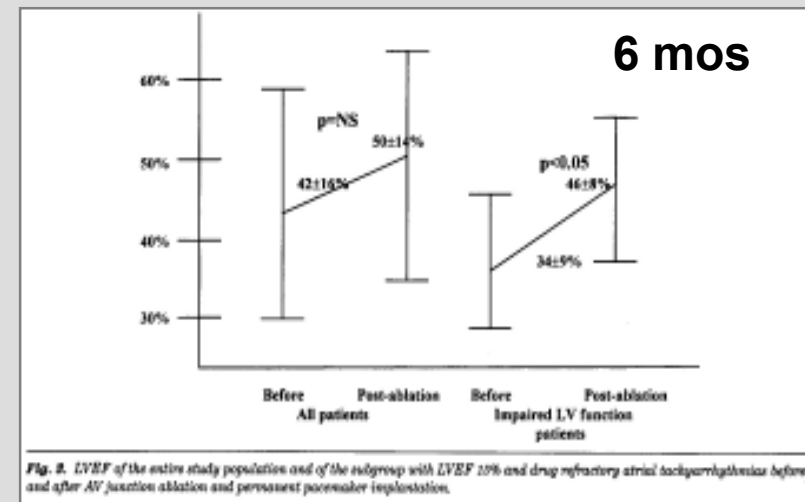 6 mos
60%
50%
40%
30%
p=NS
50±14%
42±16%
p<0.05
46±8%
34±9%
Before Post-ablation Before Post-ablation
All patients Impaired LV function
patients
Fig. 2. LVEF of the entire study population and of the subgroup with LVEF 10% and drug refractory atrial tachyarrhythmias before
and after AV junction ablation and permanent pacemaker implantation.